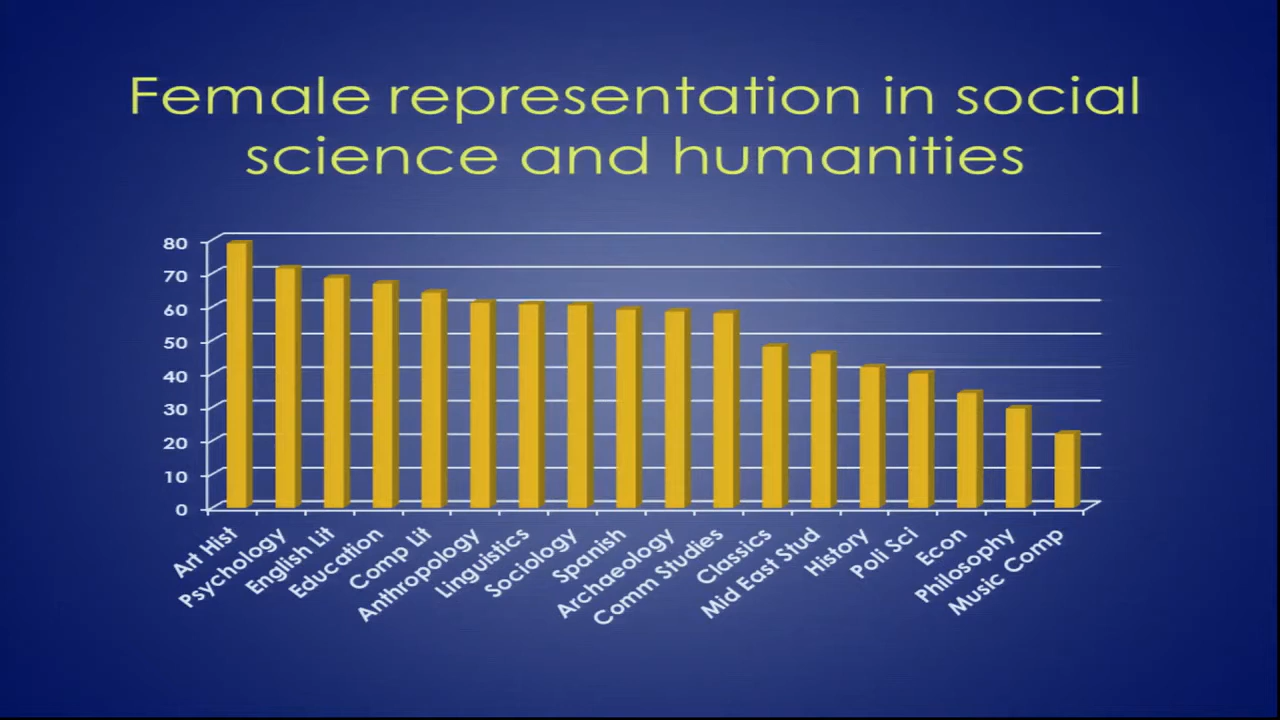 Female representation in social
science and humanities
80
70
60
50
40
30
20
10
0
Art Hist
Psychology
English Lit
Education
Comp Lit
Anthropology
Linguistics
Sociology
Spanish
Archaeology
Comm Studies
Classics
Mid East Stud
History
Poli Sci
Econ
Philosophy
Music Comp